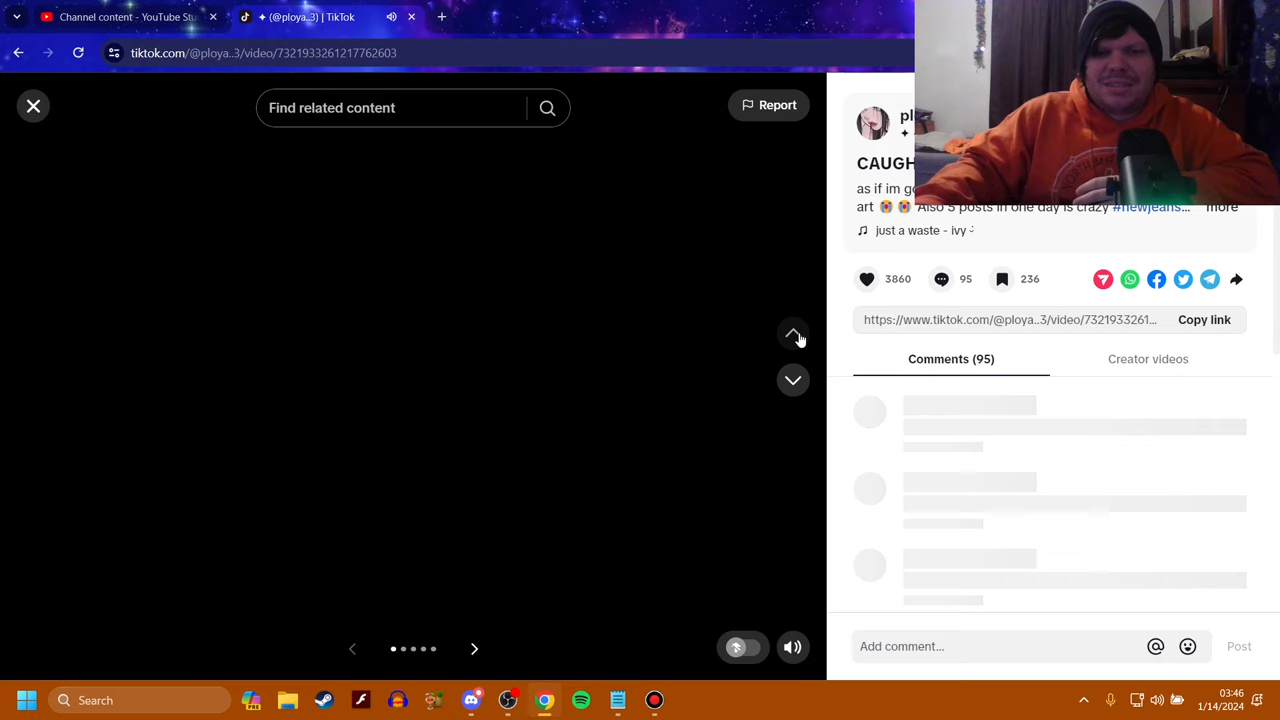 Channel content - YouTube Stu
✦ (@ploya..3) | TikTok
tiktok.com/@ploya..3/video/7321933261217762603
Find related content
Report
pl
CAUGH
as if im go
art 😭 😭 Also 5 posts in one day is crazy #newjeans... more
♫ just a waste - ivy ᵕ̈
3860
95
236
https://www.tiktok.com/@ploya..3/video/7321933261...
Copy link
Comments (95)
Creator videos
Add comment...
Post
Search
03:46
1/14/2024